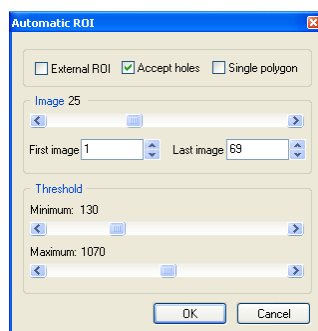 Automatic ROI
External ROI Accept holes Single polygon
Image 25
First image 1 Last image 69
Threshold
Minimum: 130
Maximum: 1070
OK Cancel